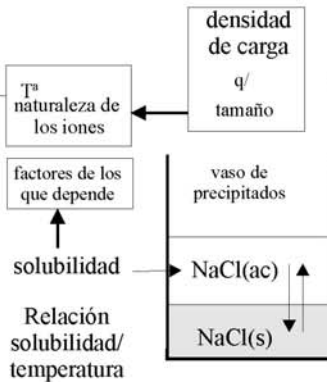 densidad
de carga
q/
tamaño
Tª
naturaleza de
los iones
factores de los
que depende
vaso de
precipitados
solubilidad
NaCl(ac)
NaCl(s)
Relación
solubilidad/
temperatura